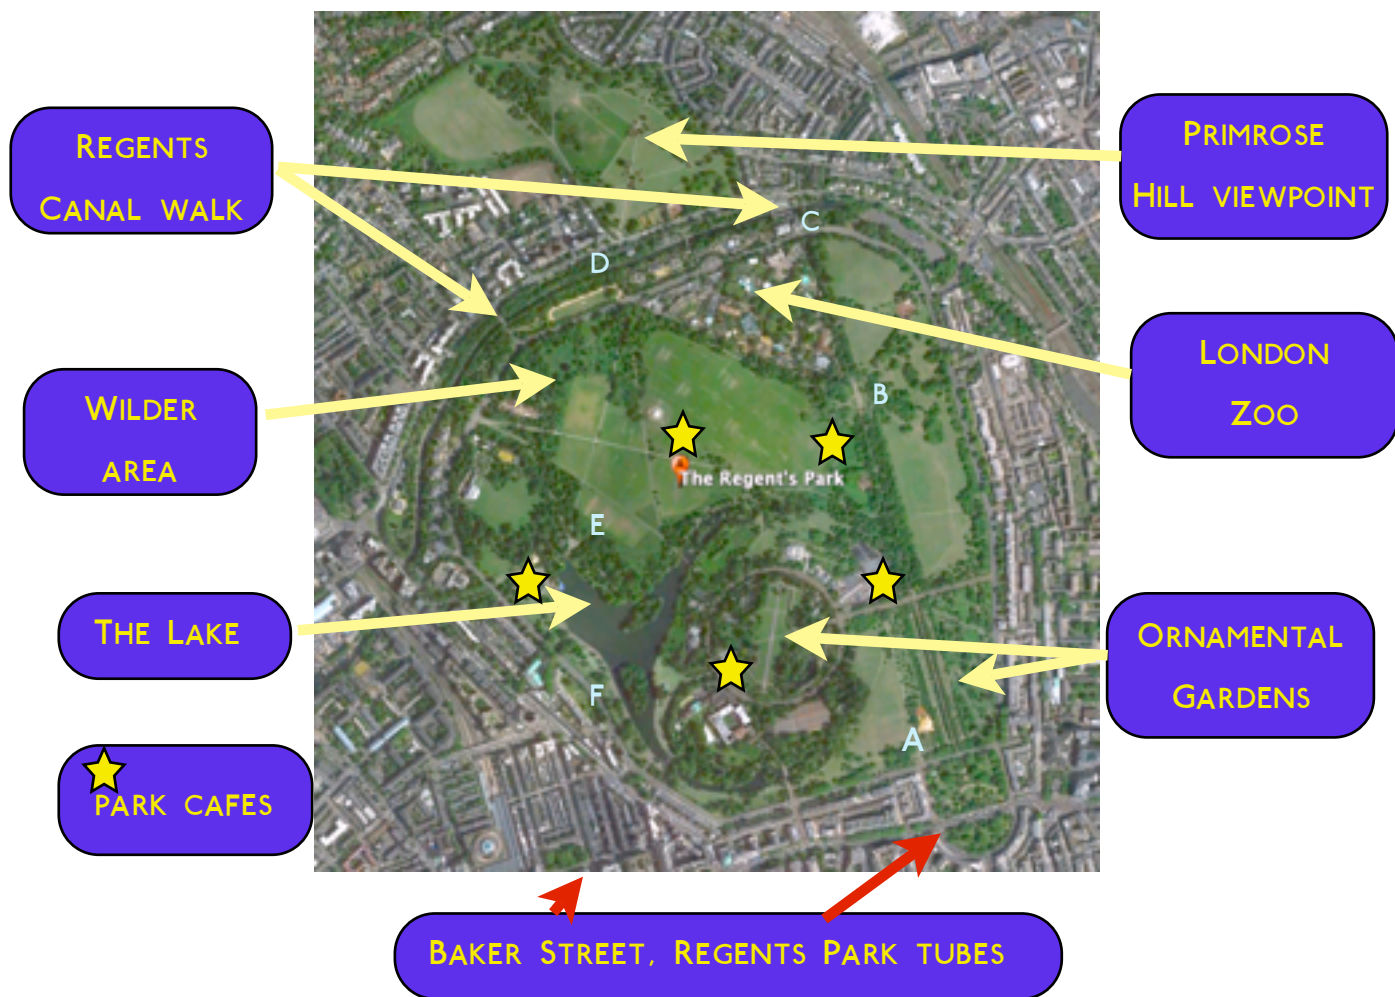 REGENTS
CANAL WALK
PRIMROSE
HILL VIEWPOINT
C
D
LONDON
ZOO
WILDER
AREA
B
The Regent's Park
E
THE LAKE
ORNAMENTAL
GARDENS
F
A
PARK CAFES
BAKER STREET, REGENTS PARK TUBES